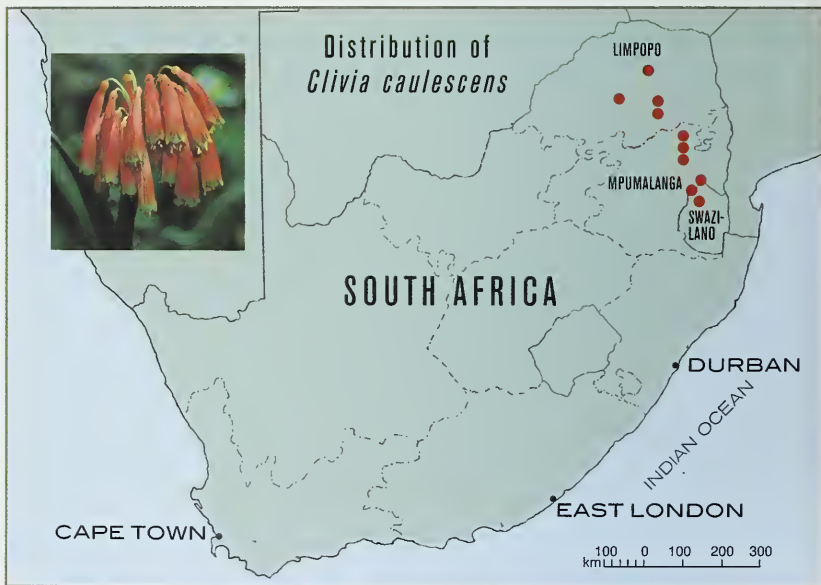 Distribution of
Clivia caulescens
LIMPOPO
MPUMALANGA
SWAZI-
LAND
SOUTH AFRICA
DURBAN
INDIAN OCEAN
EAST LONDON
CAPE TOWN
100 0 100 200 300
km